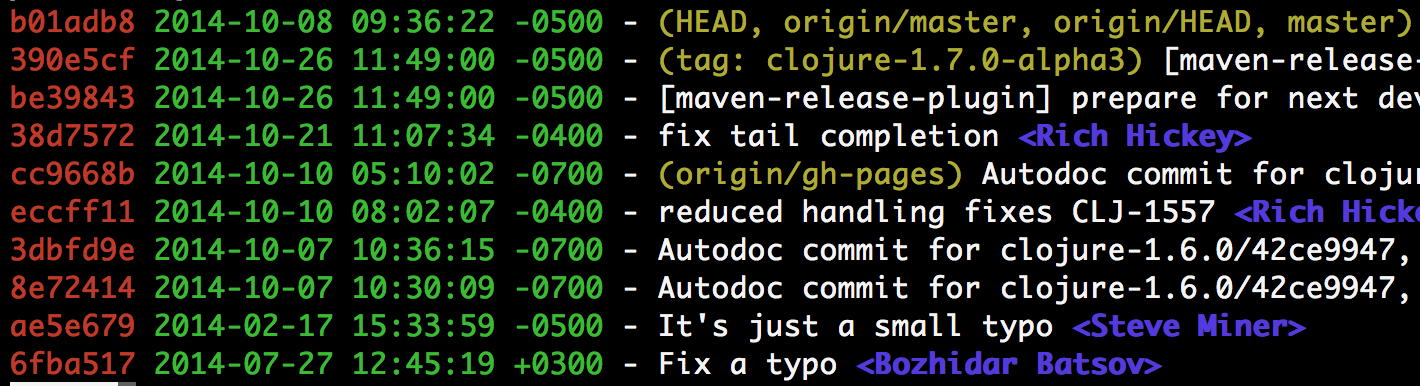 b01adb8 2014-10-08 09:36:22 -0500 - (HEAD, origin/master, origin/HEAD, master)
390e5cf 2014-10-26 11:49:00 -0500 - (tag: clojure-1.7.0-alpha3) [maven-release-
be39843 2014-10-26 11:49:00 -0500 - [maven-release-plugin] prepare for next dev
38d7572 2014-10-21 11:07:34 -0400 - fix tail completion <Rich Hickey>
cc9668b 2014-10-10 05:10:02 -0700 - (origin/gh-pages) Autodoc commit for clojur
eccff11 2014-10-10 08:02:07 -0400 - reduced handling fixes CLJ-1557 <Rich Hicke
3dbfd9e 2014-10-07 10:36:15 -0700 - Autodoc commit for clojure-1.6.0/42ce9947,
8e72414 2014-10-07 10:30:09 -0700 - Autodoc commit for clojure-1.6.0/42ce9947,
ae5e679 2014-02-17 15:33:59 -0500 - It's just a small typo <Steve Miner>
6fba517 2014-07-27 12:45:19 +0300 - Fix a typo <Bozhidar Batsov>